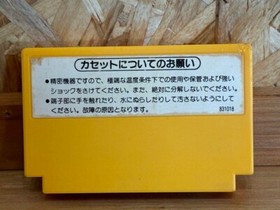 カセットについてのお願い
●精密機器ですので、極端な温度条件下での使用や保管および強い
ショックをさけてください。また、絶対に分解しないでください。
●端子部に手を触れたり、水にぬらしたりして汚さないようにして
ください。故障の原因となります。
831018